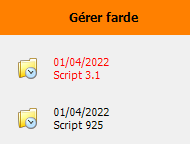 Gérer farde
01/04/2022
Script 3.1
01/04/2022
Script 925